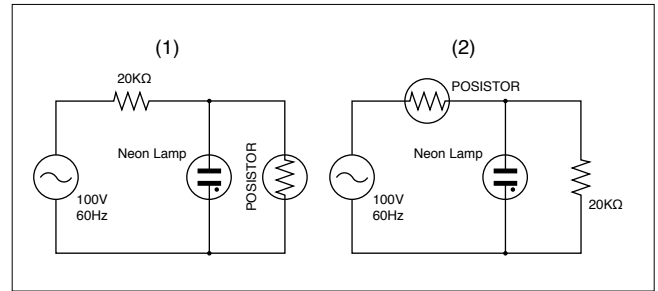 (1)
20KΩ
Neon Lamp
POSISTOR
100V
60Hz
(2)
POSISTOR
Neon Lamp
100V
60Hz
20KΩ